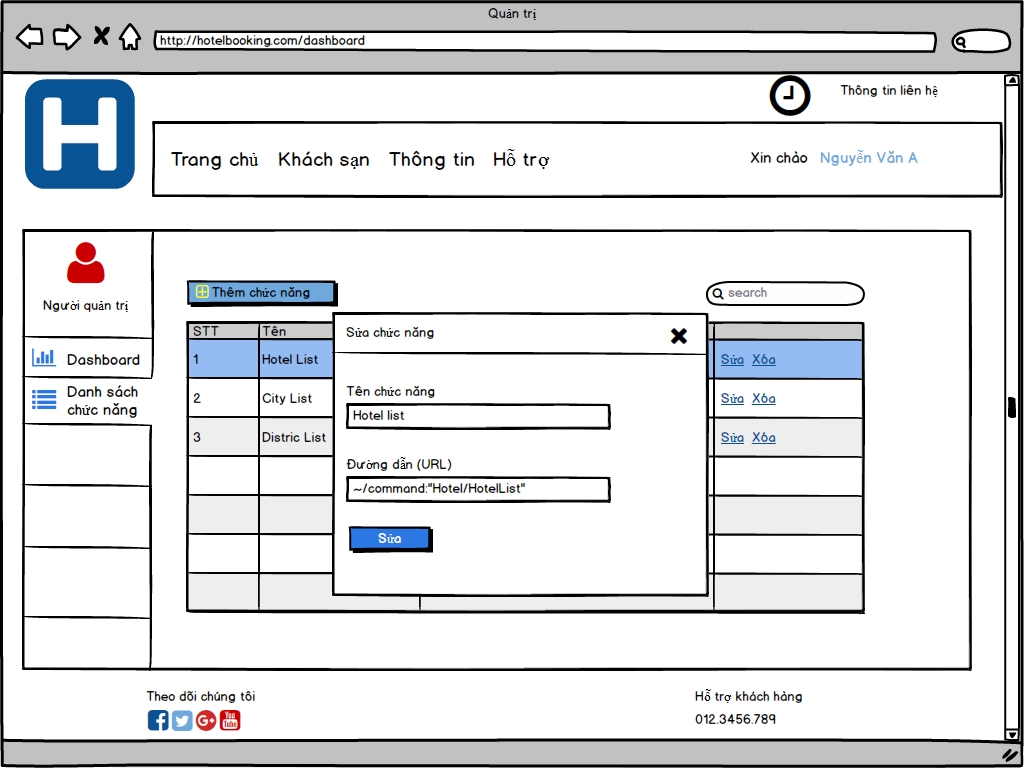 Quản trị
http://hotelbooking.com/dashboard
H
Thông tin liên hệ
Trang chủ Khách sạn Thông tin Hỗ trợ
Xin chào Nguyễn Văn A
Người quản trị
Dashboard
Danh sách
chức năng
Thêm chức năng
search
STT Tên
1 Hotel List Sửa Xóa
2 City List Sửa Xóa
3 Distric List Sửa Xóa
Sửa chức năng
Tên chức năng
Hotel list
Đường dẫn (URL)
~/command:"Hotel/HotelList"
Sửa
Theo dõi chúng tôi
You Tube
Hỗ trợ khách hàng
012.3456.789